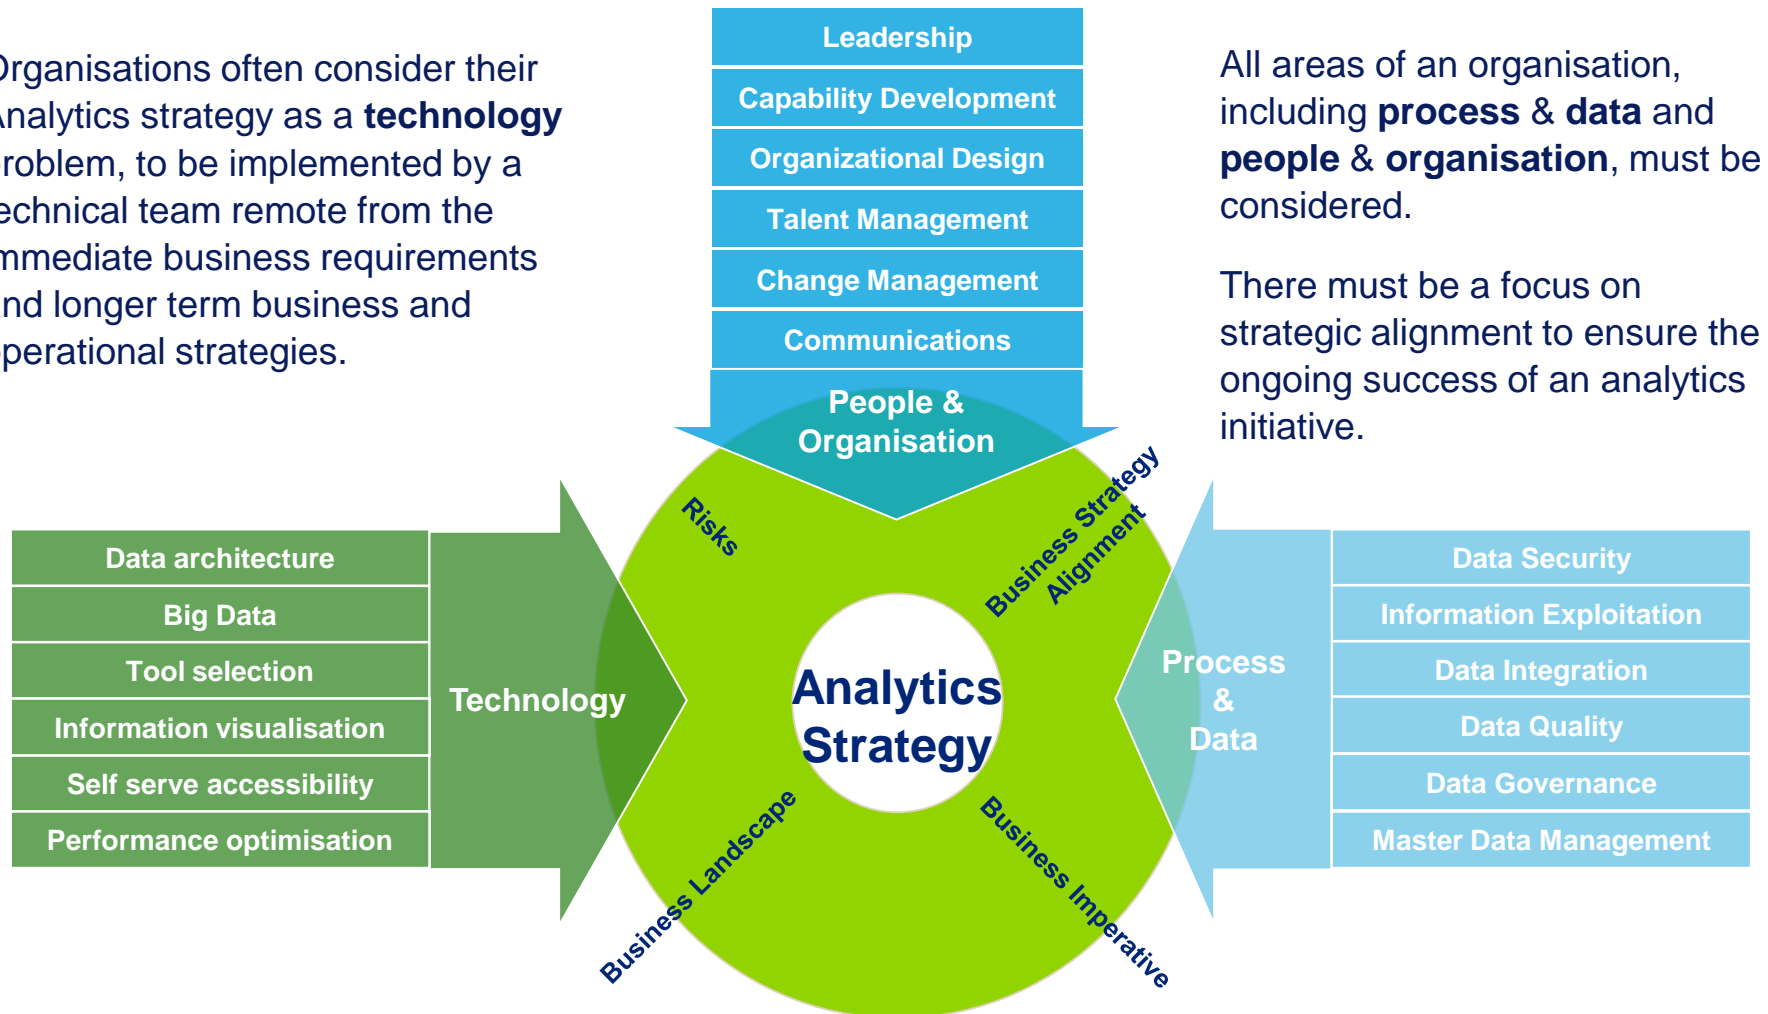 Organisations often consider their
Analytics strategy as a technology
problem, to be implemented by a
technical team remote from the
immediate business requirements
and longer term business and
operational strategies.
Leadership
Capability Development
Organizational Design
Talent Management
Change Management
Communications
People &
Organisation
All areas of an organisation,
including process & data and
people & organisation, must be
considered.
There must be a focus on
strategic alignment to ensure the
ongoing success of an analytics
initiative.
Risks
Business Strategy
Alignment
Data architecture
Big Data
Tool selection
Information visualisation
Self serve accessibility
Performance optimisation
Technology
Analytics
Strategy
Process
&
Data
Data Security
Information Exploitation
Data Integration
Data Quality
Data Governance
Master Data Management
Business Landscape
Business Imperative